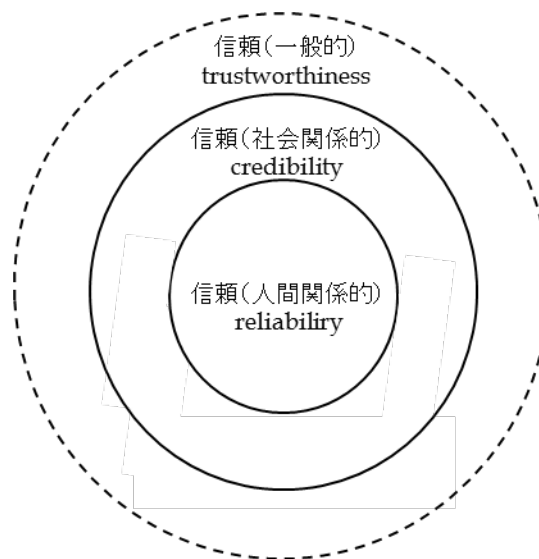 信頼(一般的)
trustworthiness
信頼(社会関係的)
credibility
信頼(人間関係的)
reliabiliry